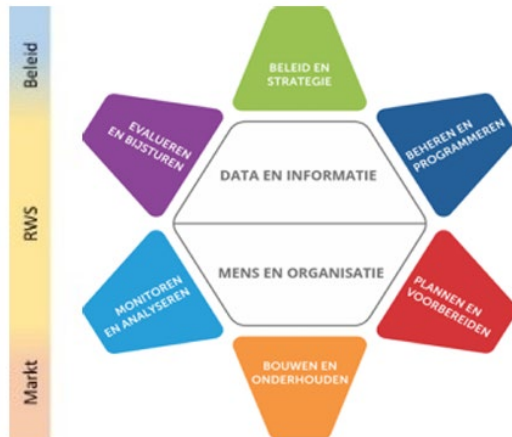 Beleid
RWS
Markt
BELEID EN
STRATEGIE
EVALUEREN
EN BIJSTUREN
BEHEREN EN
PROGRAMMEREN
DATA EN INFORMATIE
MENS EN ORGANISATIE
MONITOREN
EN ANALYSEREN
PLANNEN EN
VOORBEREIDEN
BOUWEN EN
ONDERHOUDEN